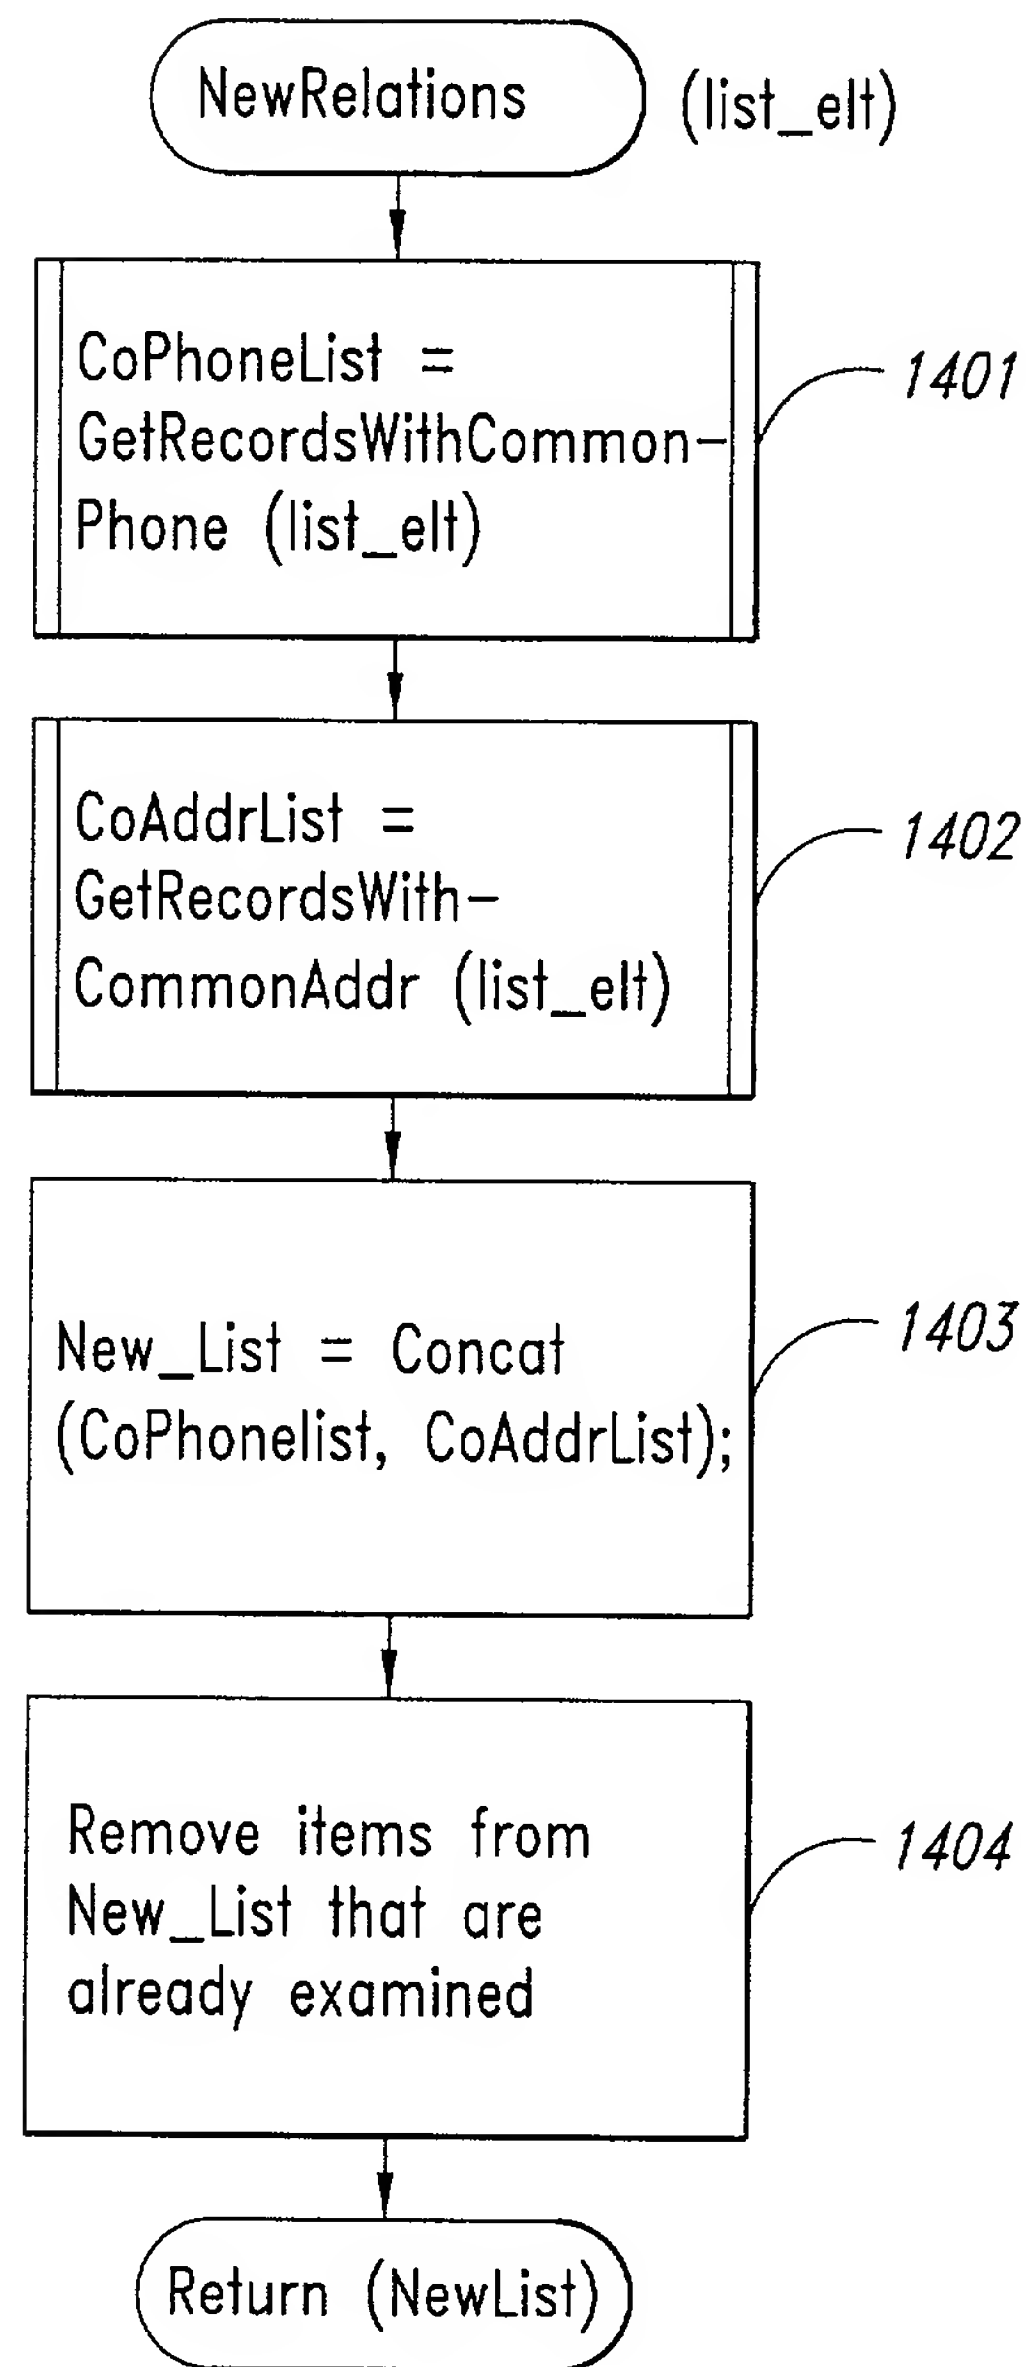 NewRelations (list_elt)
CoPhoneList =
GetRecordsWithCommon-
Phone (list_elt)
1401
CoAddrList =
GetRecordsWith-
CommonAddr (list_elt)
1402
New_List = Concat
(CoPhonelist, CoAddrList);
1403
Remove items from
New_List that are
already examined
1404
Return (NewList)